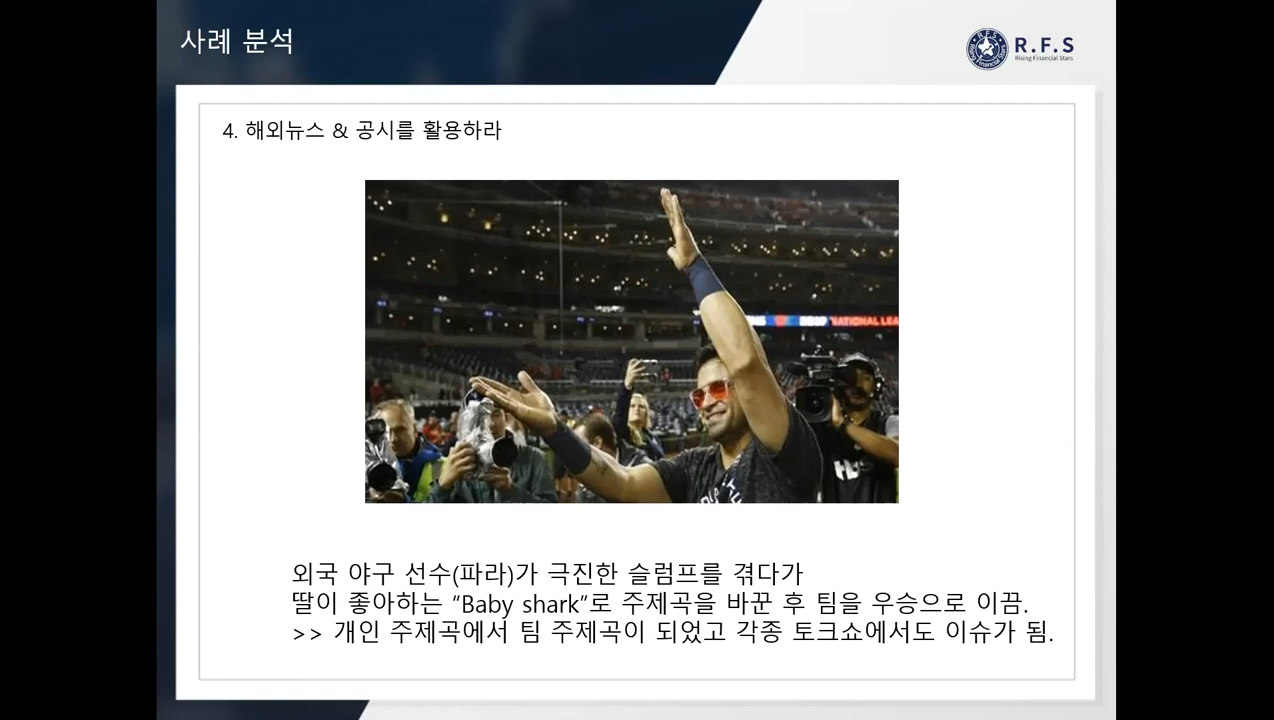 사례 분석
R.F.S
Rising Financial Stars
4. 해외뉴스 & 공시를 활용하라
NATIONAL LEA
외국 야구 선수(파라)가 극진한 슬럼프를 겪다가
딸이 좋아하는 “Baby shark”로 주제곡을 바꾼 후 팀을 우승으로 이끔.
>> 개인 주제곡에서 팀 주제곡이 되었고 각종 토크쇼에서도 이슈가 됨.